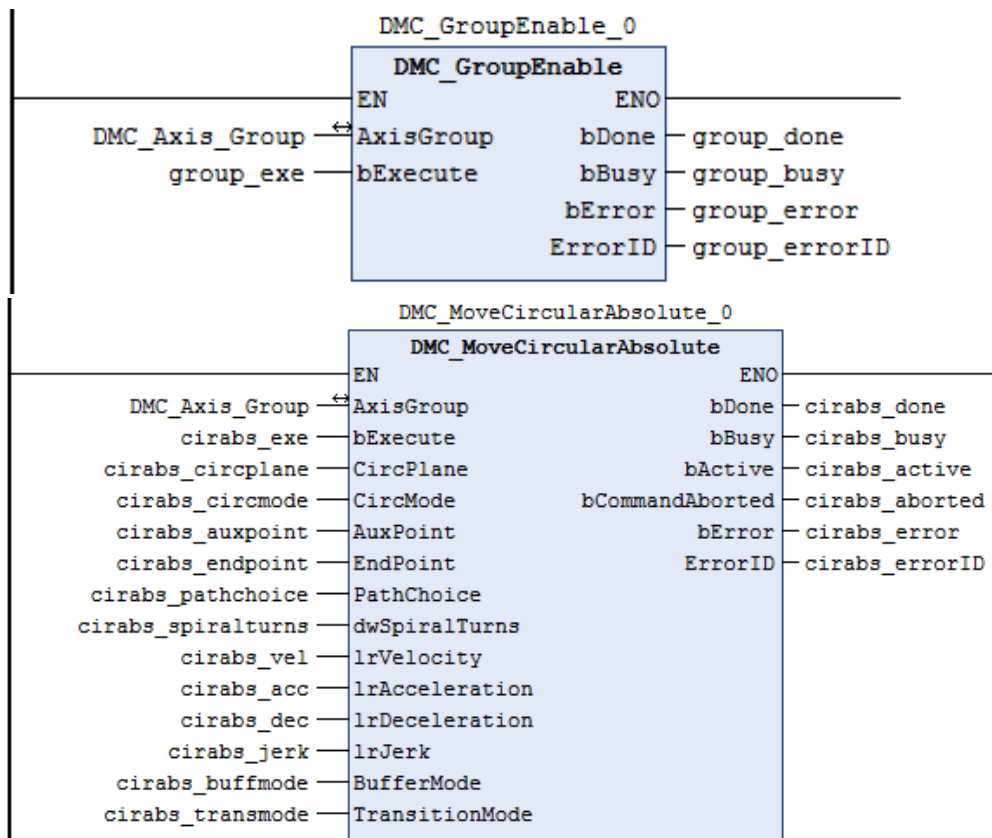 DMC_GroupEnable_0
DMC_GroupEnable
EN ENO
DMC_Axis_Group AxisGroup bDone group_done
group_exe bExecute bBusy group_busy
bError group_error
ErrorID group_errorID
DMC_MoveCircularAbsolute_0
DMC_MoveCircularAbsolute
EN ENO
DMC_Axis_Group AxisGroup bDone cirabs_done
cirabs_exe bExecute bBusy cirabs_busy
cirabs_circplane CircPlane bActive cirabs_active
cirabs_circmode CircMode bCommandAborted cirabs_aborted
cirabs_auxpoint AuxPoint bError cirabs_error
cirabs_endpoint EndPoint ErrorID cirabs_errorID
cirabs_pathchoice PathChoice
cirabs_spiralturns dwSpiralTurns
cirabs_vel lrVelocity
cirabs_acc lrAcceleration
cirabs_dec lrDeceleration
cirabs_jerk lrJerk
cirabs_buffmode BufferMode
cirabs_transmode TransitionMode